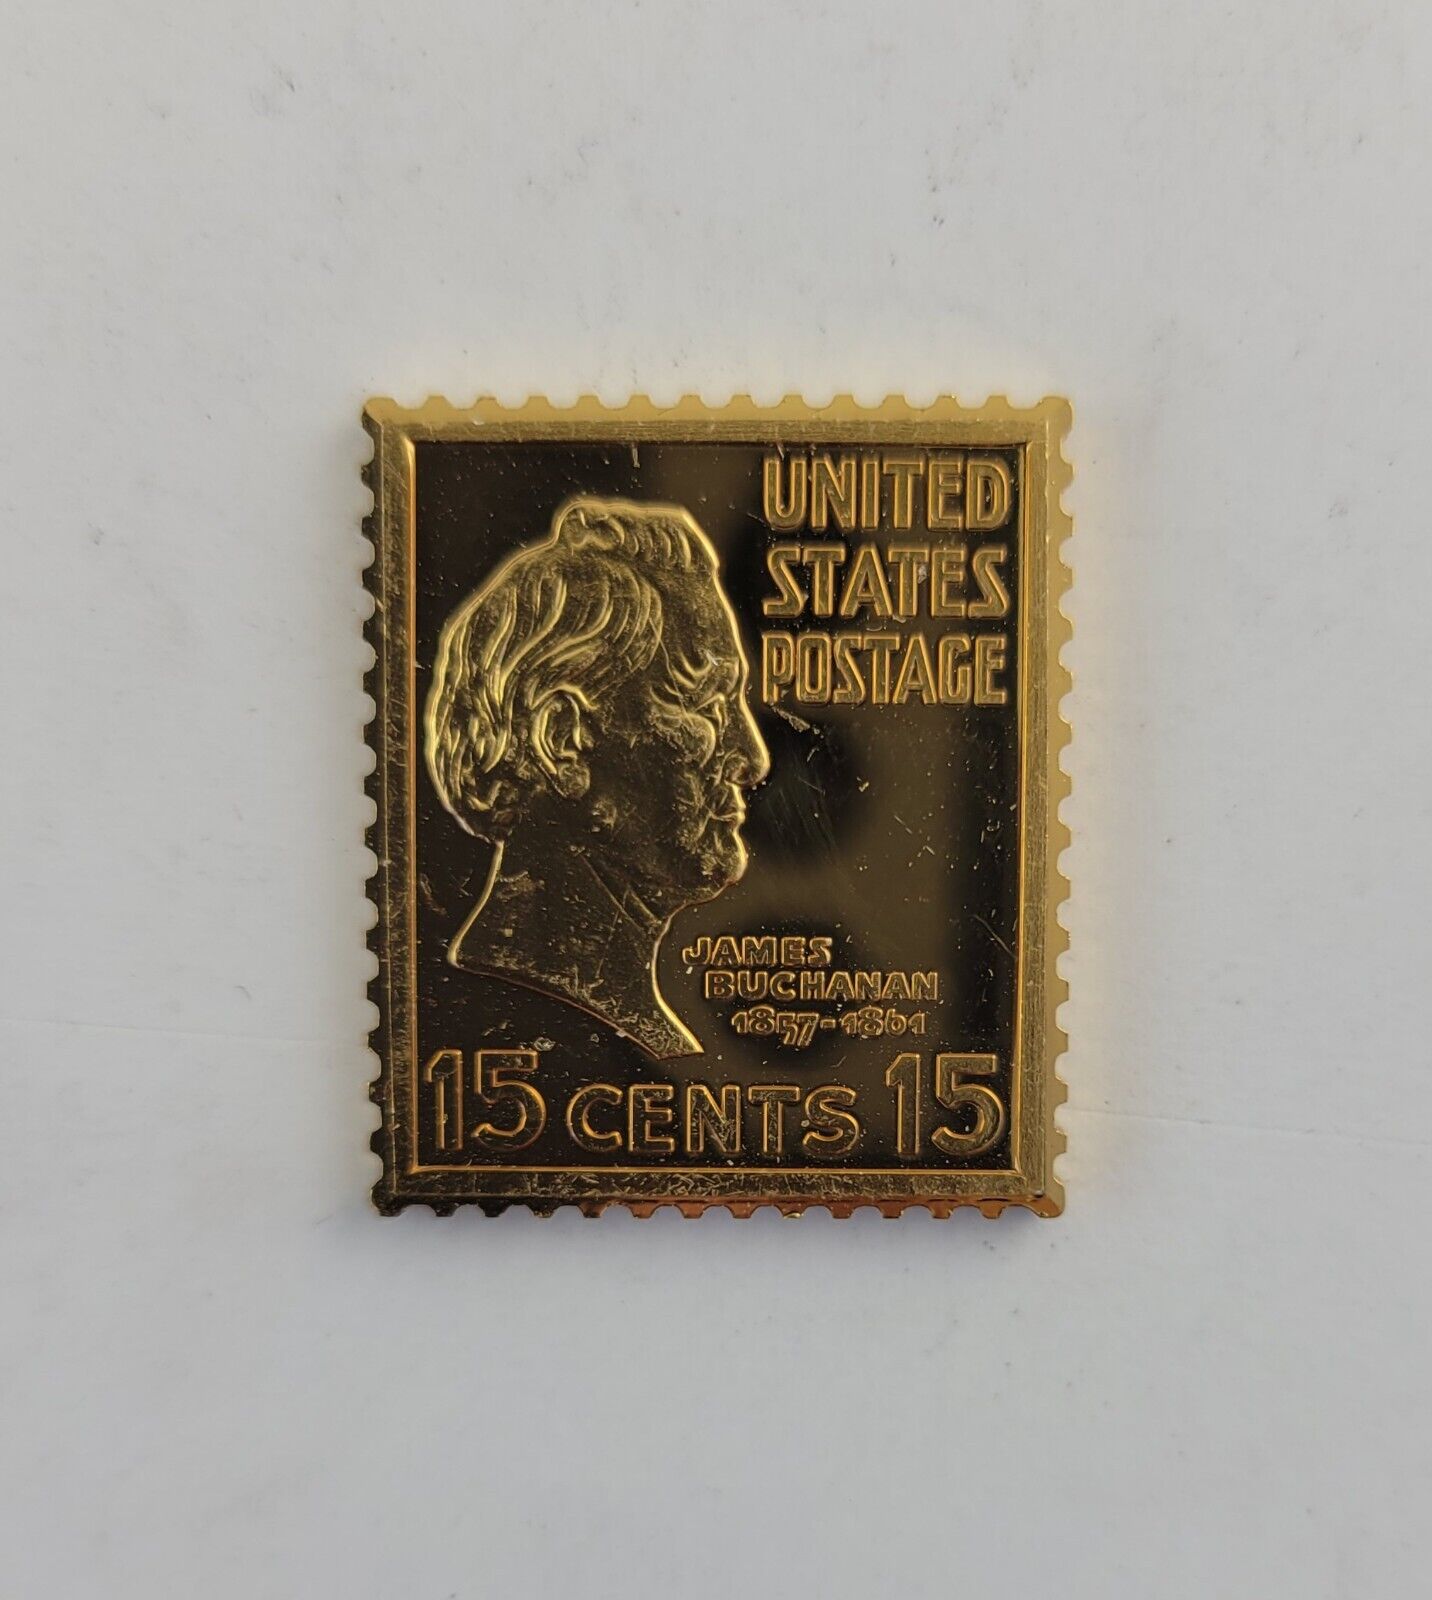 UNITED
STATES
POSTAGE
JAMES
BUCHANAN
1857-1861
15 CENTS 15